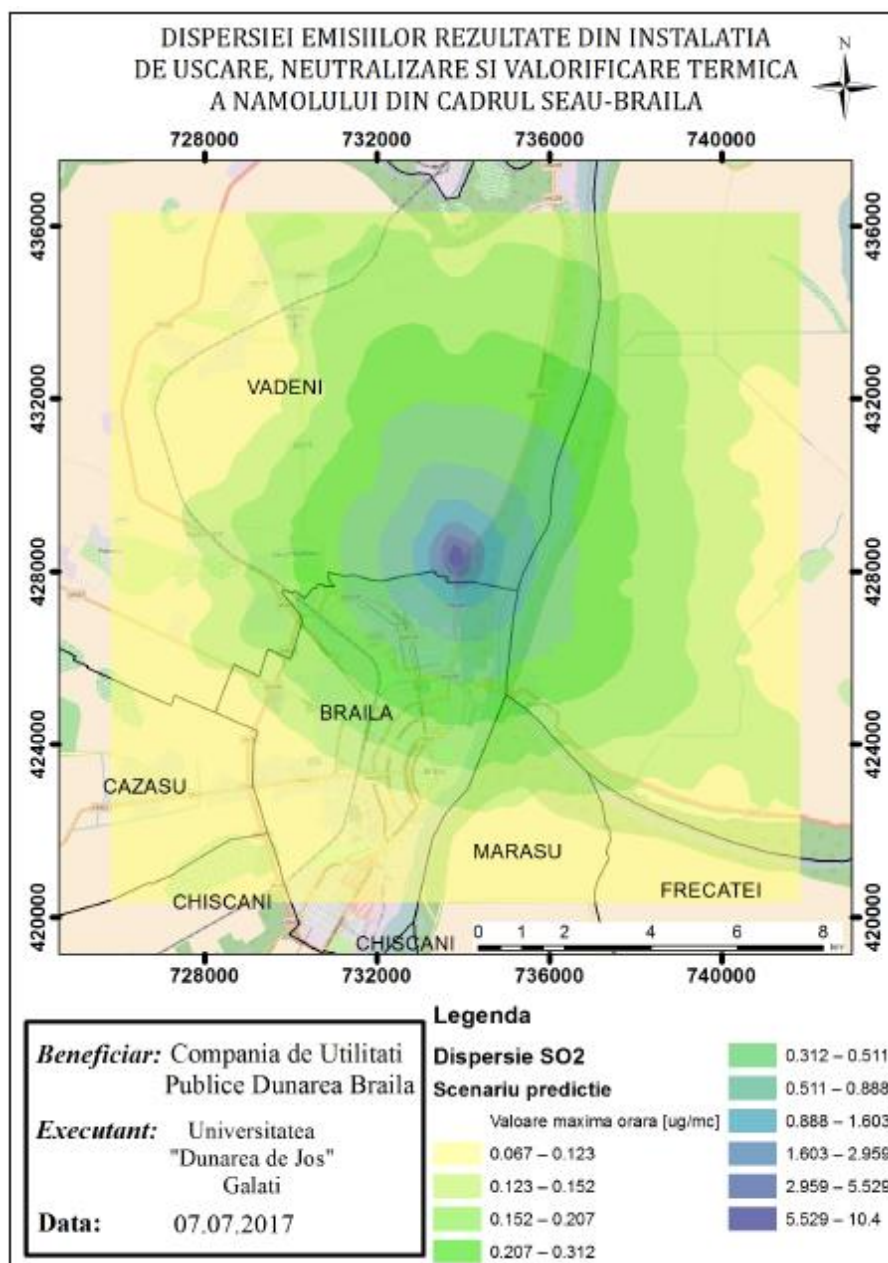 DISPERSIEI EMISIILOR REZULTATE DIN INSTALATIA
DE USCARE, NEUTRALIZARE SI VALORIFICARE TERMICA
A NAMOLULUI DIN CADRUL SEAU-BRAILA
N
728000 732000 736000 740000
436000 436000
432000 432000
VADENI
428000 428000
BRAILA
424000 424000
CAZASU
MARASU
CHISCANI
FRECATEI
420000 420000
CHISCANI
0 1 2 4 6 8
728000 732000 736000 740000
Beneficiar: Compania de Utilitati
Publice Dunarea Braila
Executant: Universitatea
"Dunarea de Jos"
Galati
Data: 07.07.2017
Legenda
Dispersie SO2
Scenariu predictie
Valoare maxima orara [ug/mc]
0.067 – 0.123
0.123 – 0.152
0.152 – 0.207
0.207 – 0.312
0.312 – 0.511
0.511 – 0.888
0.888 – 1.603
1.603 – 2.959
2.959 – 5.529
5.529 – 10.4